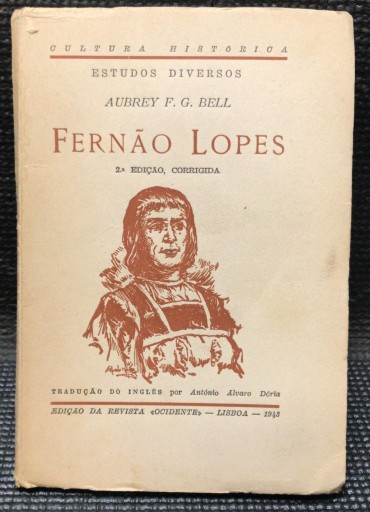 CULTURA HISTÓRICA
ESTUDOS DIVERSOS
AUBREY F. G. BELL
FERNÃO LOPES
2.ª EDIÇÃO, CORRIGIDA
TRADUÇÃO DO INGLÊS por António Alvaro Dória
EDIÇÃO DA REVISTA «OCIDENTE» — LISBOA — 1943